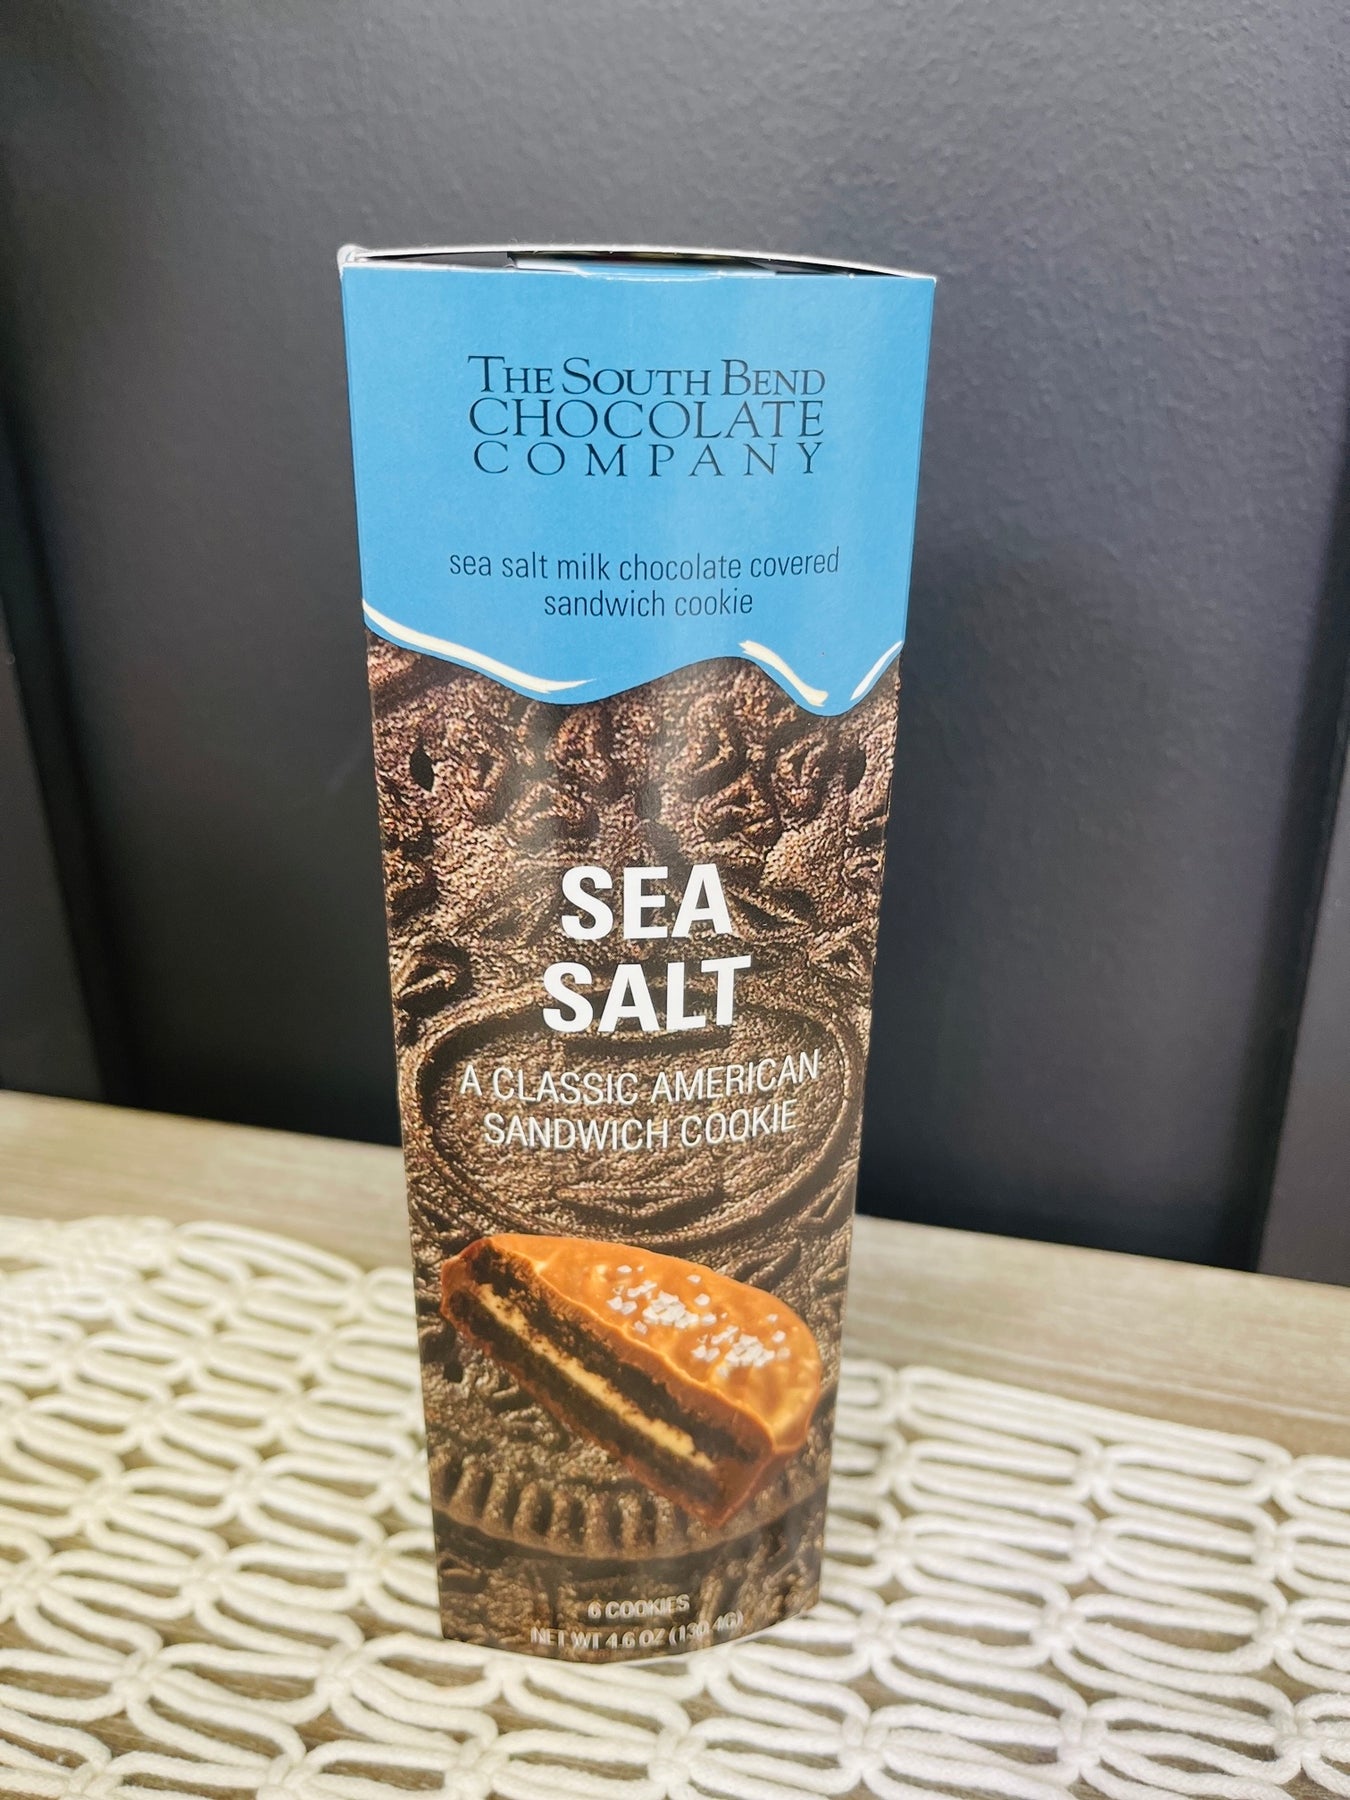 THE SOUTH BEND
CHOCOLATE
COMPANY
sea salt milk chocolate covered
sandwich cookie
SEA
SALT
A CLASSIC AMERICAN
SANDWICH COOKIE
6 COOKIES
NET WT 4.6 OZ (130.4G)